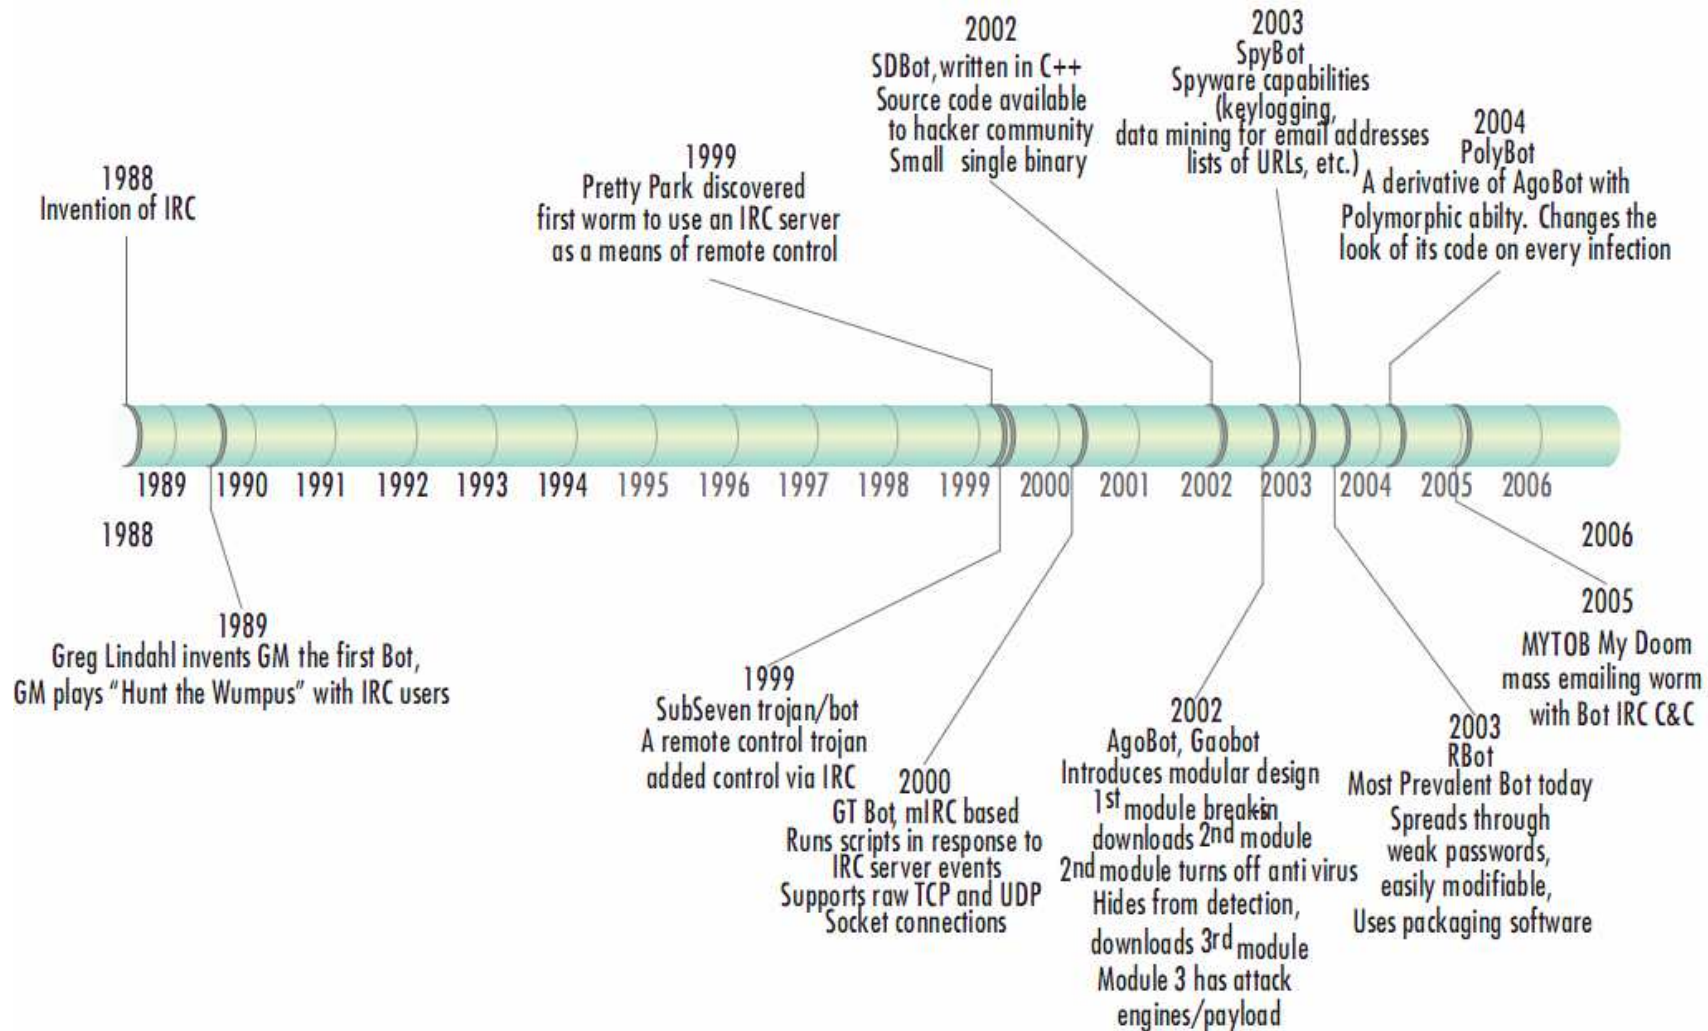 1988
Invention of IRC
1999
Pretty Park discovered
first worm to use an IRC server
as a means of remote control
2002
SDBot, written in C++
Source code available
to hacker community
Small single binary
2003
SpyBot
Spyware capabilities
(keylogging,
data mining for email addresses
lists of URLs, etc.)
2004
PolyBot
A derivative of AgoBot with
Polymorphic abilty. Changes the
look of its code on every infection
1989 1990 1991 1992 1993 1994 1995 1996 1997 1998 1999 2000 2001 2002 2003 2004 2005 2006
1988
2006
1989
Greg Lindahl invents GM the first Bot,
GM plays “Hunt the Wumpus” with IRC users
1999
SubSeven trojan/bot
A remote control trojan
added control via IRC
2000
GT Bot, mIRC based
Runs scripts in response to
IRC server events
Supports raw TCP and UDP
Socket connections
2002
AgoBot, Gaobot
Introduces modular design
1st module break-in
downloads 2nd module
2nd module turns off anti virus
Hides from detection,
downloads 3rd module
Module 3 has attack
engines/payload
2003
RBot
Most Prevalent Bot today
Spreads through
weak passwords,
easily modifiable,
Uses packaging software
2005
MYTOB My Doom
mass emailing worm
with Bot IRC C&C